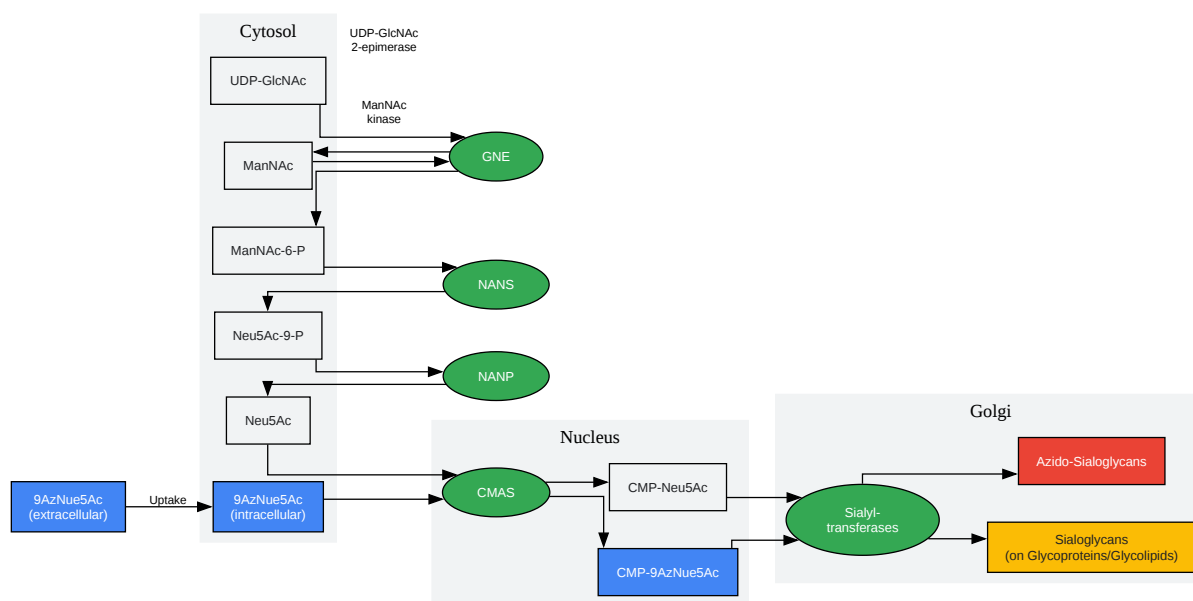 Cytosol
UDP-GlcNAc
2-epimerase
UDP-GlcNAc
ManNAc
kinase
GNE
ManNAc
ManNAc-6-P
NANS
Neu5Ac-9-P
NANP
Neu5Ac
Golgi
Nucleus
Azido-Sialoglycans
CMAS
CMP-Neu5Ac
9AzNue5Ac
(extracellular)
Uptake
9AzNue5Ac
(intracellular)
Sialyl-
transferases
Sialoglycans
(on Glycoproteins/Glycolipids)
CMP-9AzNue5Ac